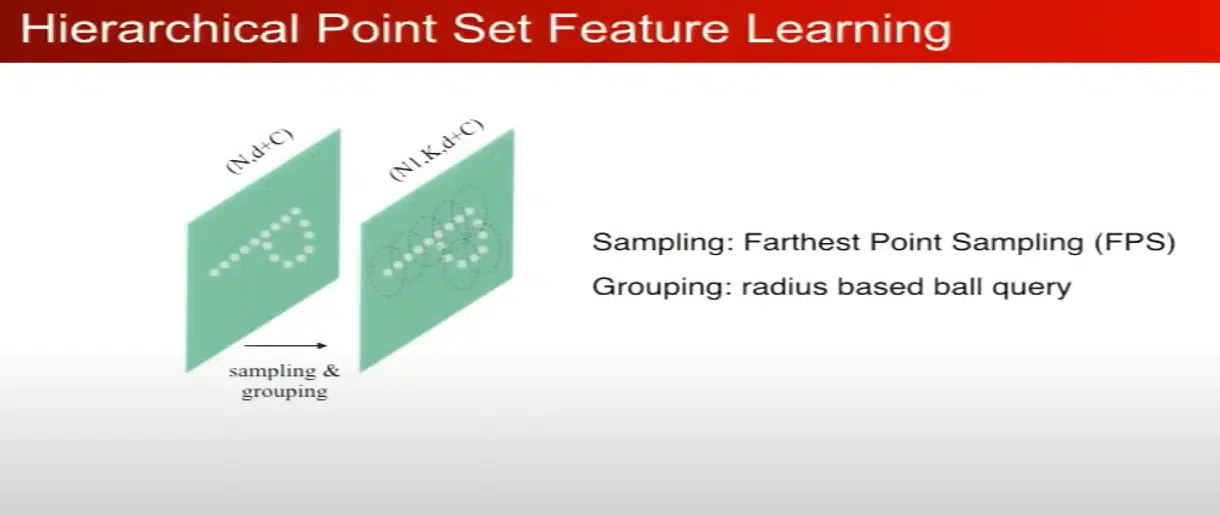 Hierarchical Point Set Feature Learning
(N,d+C)
(N1,K,d+C)
Sampling: Farthest Point Sampling (FPS)
Grouping: radius based ball query
sampling &
grouping